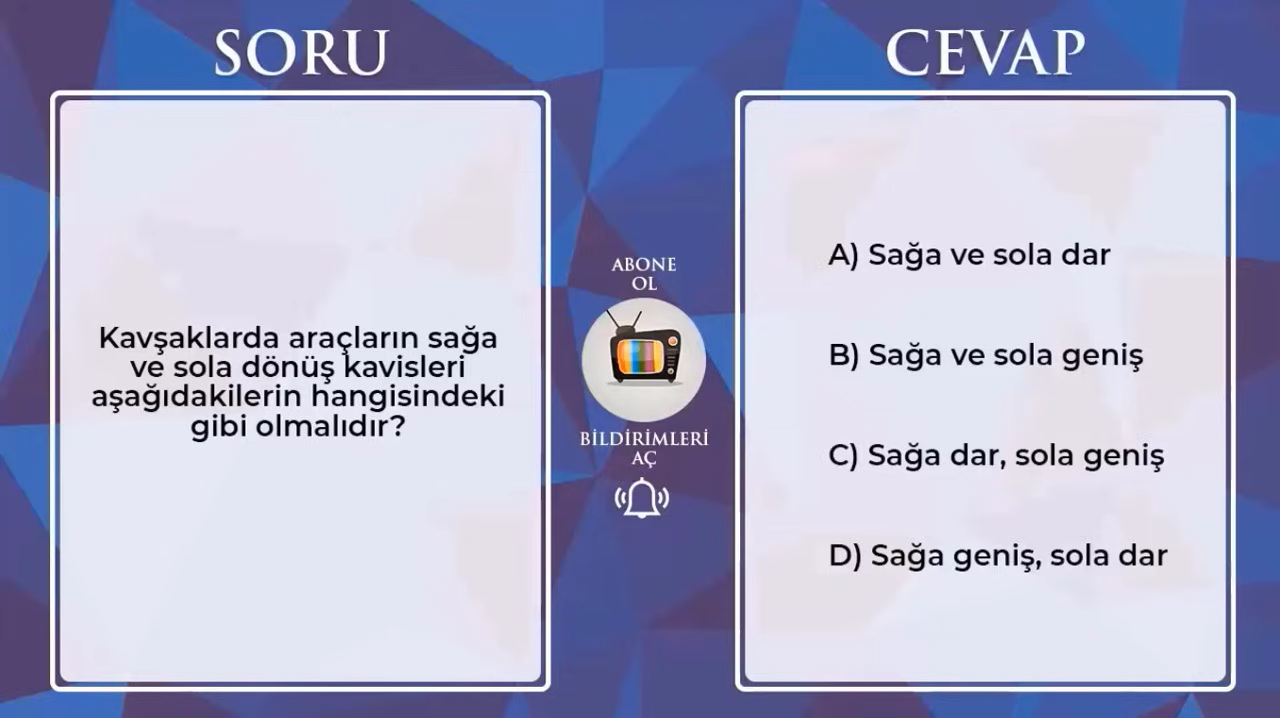 SORU
Kavşaklarda araçların sağa
ve sola dönüş kavisleri
aşağıdakilerin hangisindeki
gibi olmalıdır?
ABONE
OL
BİLDİRİMLERİ
AÇ
CEVAP
A) Sağa ve sola dar
B) Sağa ve sola geniş
C) Sağa dar, sola geniş
D) Sağa geniş, sola dar